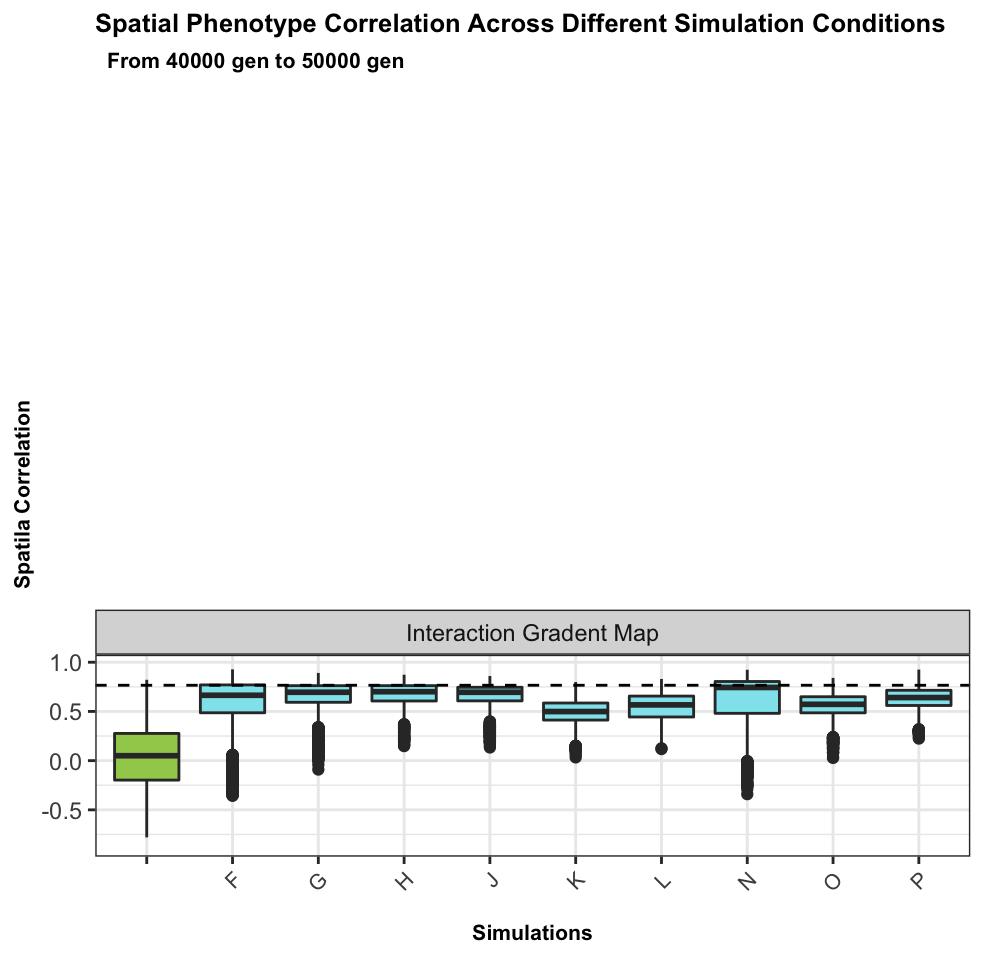 Spatial Phenotype Correlation Across Different Simulation Conditions
From 40000 gen to 50000 gen
Spatila Correlation
Interaction Gradent Map
1.0
0.5
0.0
-0.5
F G H J K L N O P
Simulations